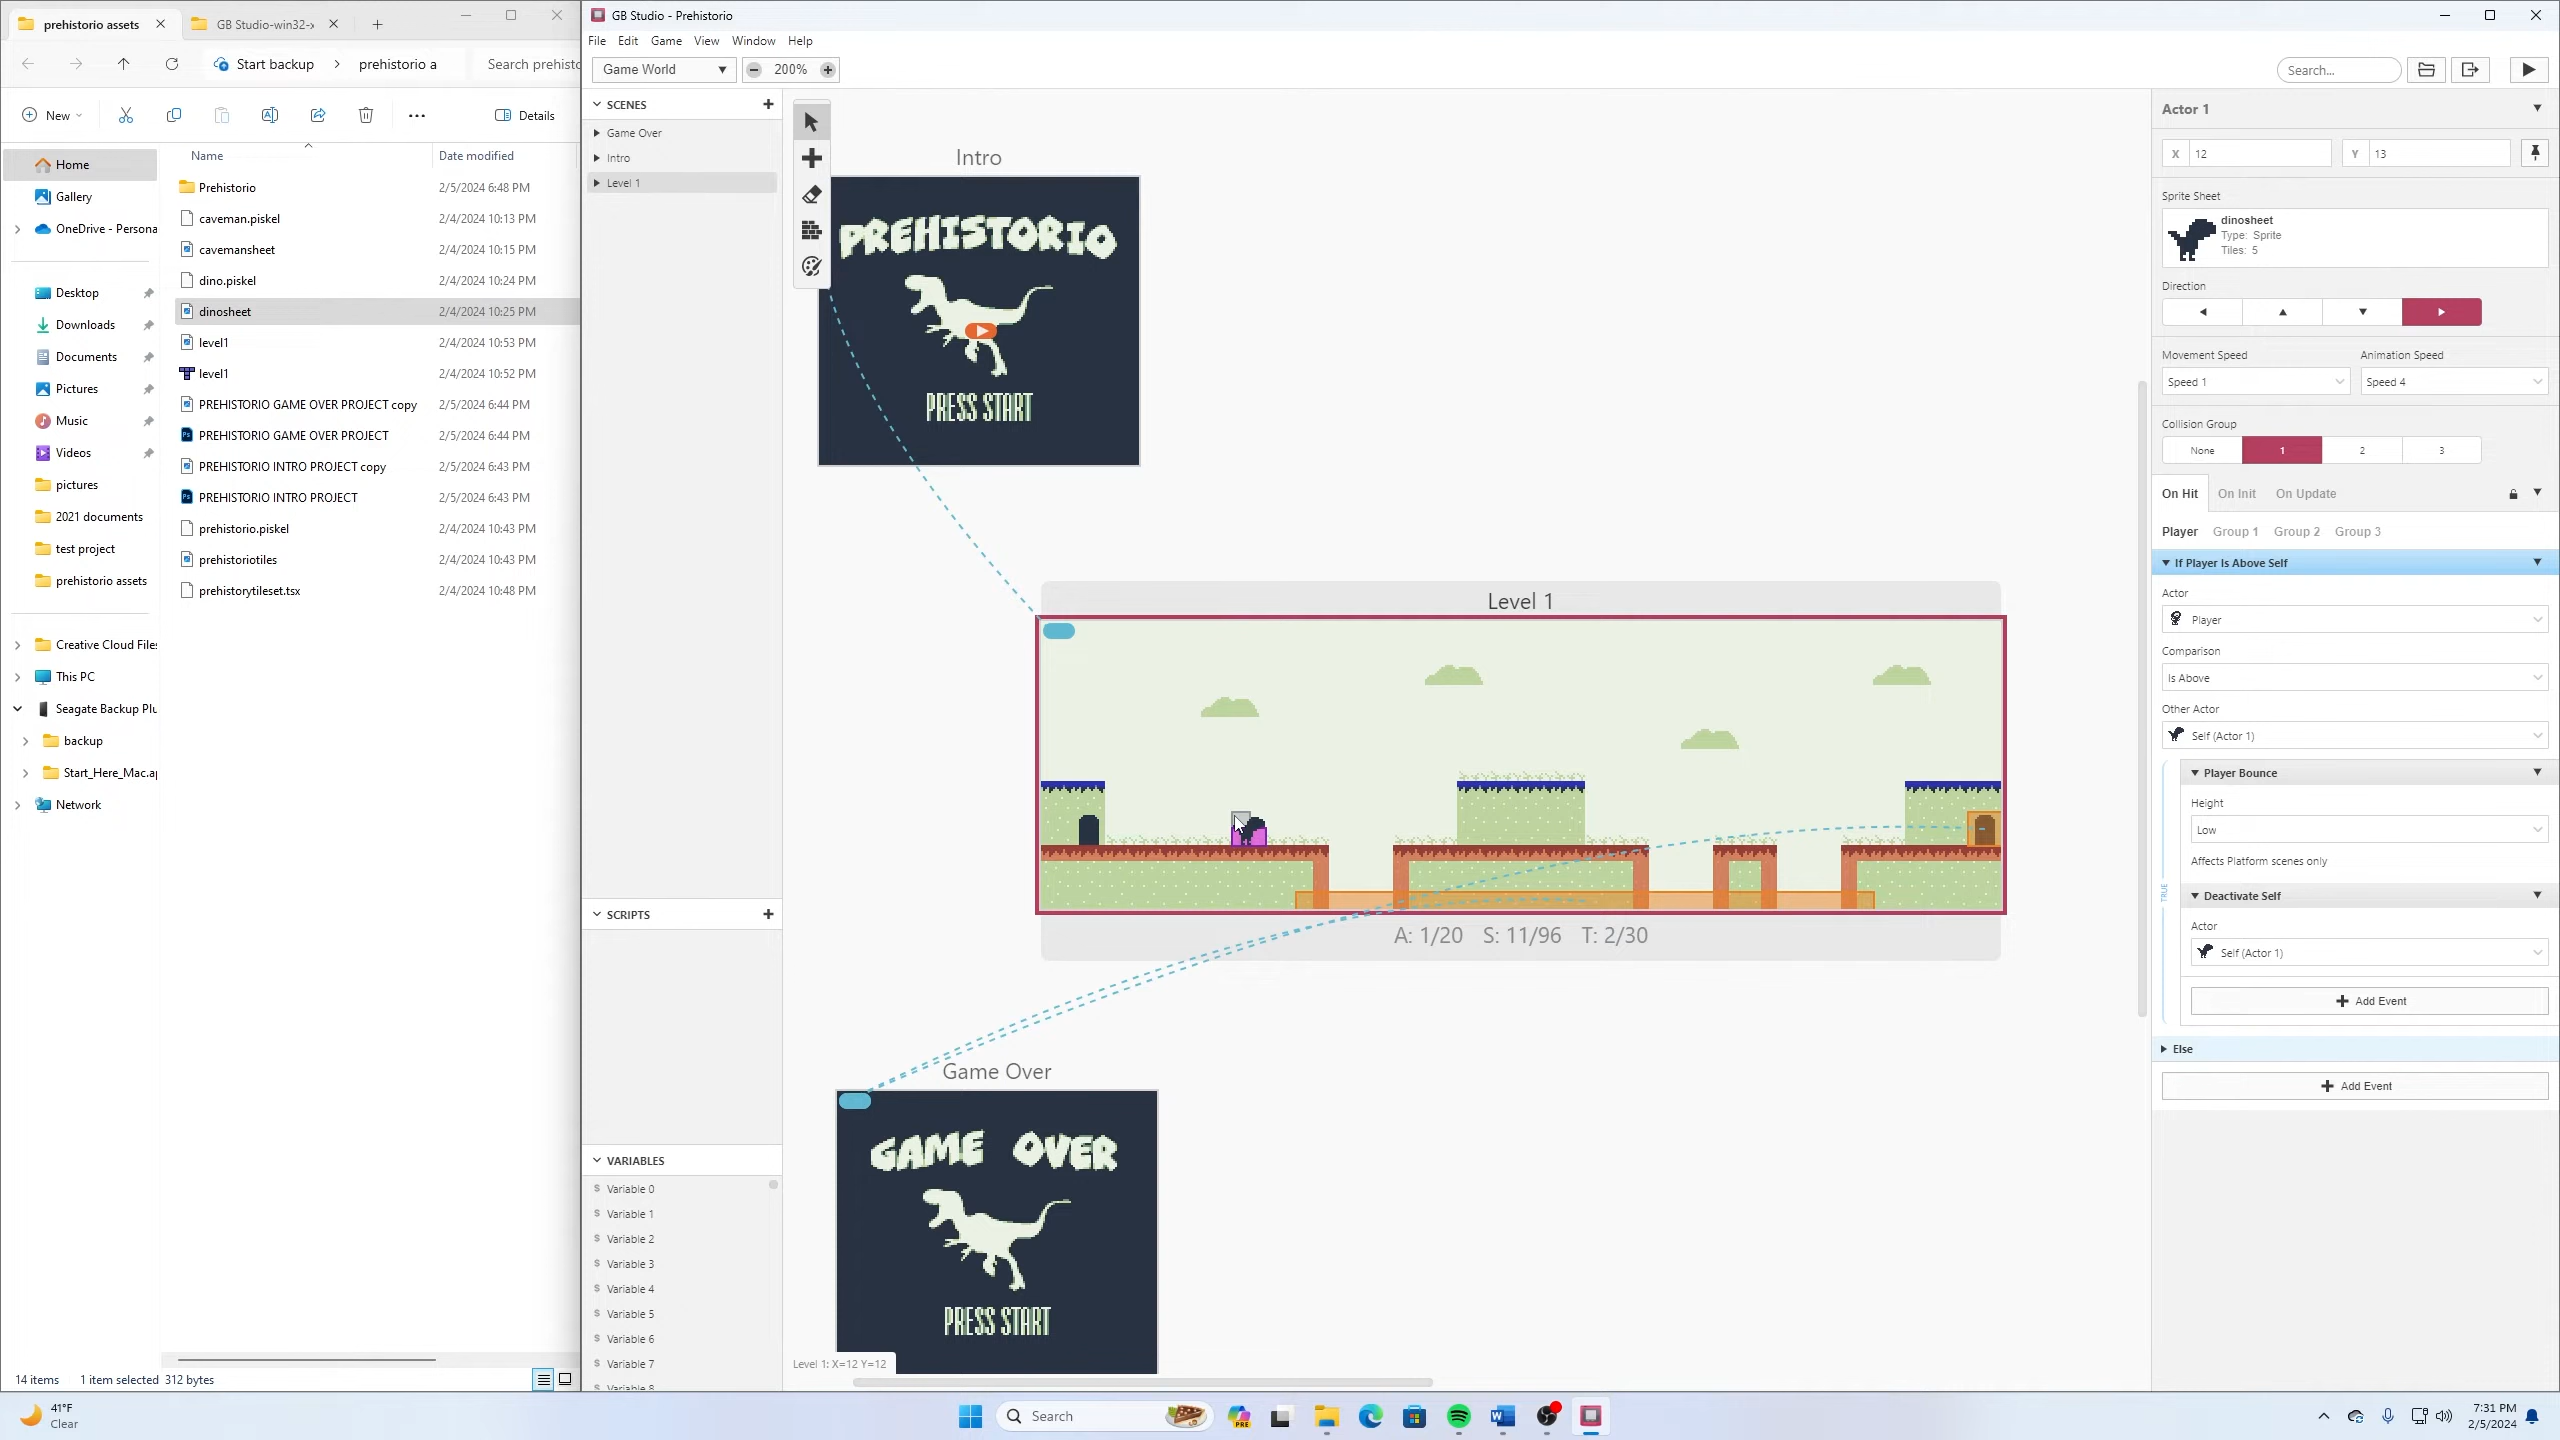 prehistorio assets
GB Studio-win32-x
Start backup
prehistorio a
Search prehistc
New
Details
Name
Date modified
Home
Gallery
OneDrive - Persona
Desktop
Downloads
Documents
Pictures
Music
Videos
pictures
2021 documents
test project
prehistorio assets
Creative Cloud Files
This PC
Seagate Backup Plu
backup
Start_Here_Mac.ap
Network
Prehistorio 2/5/2024 6:48 PM
caveman.piskel 2/4/2024 10:13 PM
cavemansheet 2/4/2024 10:15 PM
dino.piskel 2/4/2024 10:24 PM
dinosheet 2/4/2024 10:25 PM
level1 2/4/2024 10:53 PM
level1 2/4/2024 10:52 PM
PREHISTORIO GAME OVER PROJECT copy 2/5/2024 6:44 PM
PREHISTORIO GAME OVER PROJECT 2/5/2024 6:44 PM
PREHISTORIO INTRO PROJECT copy 2/5/2024 6:43 PM
PREHISTORIO INTRO PROJECT 2/5/2024 6:43 PM
prehistorio.piskel 2/4/2024 10:43 PM
prehistoriotiles 2/4/2024 10:43 PM
prehistorytileset.tsx 2/4/2024 10:48 PM
14 items 1 item selected 312 bytes
GB Studio - Prehistorio
File Edit Game View Window Help
Game World
200%
Search...
SCENES
Game Over
Intro
Level 1
SCRIPTS
VARIABLES
$ Variable 0
$ Variable 1
$ Variable 2
$ Variable 3
$ Variable 4
$ Variable 5
$ Variable 6
$ Variable 7
$ Variable 8
Intro
PREHISTORIO
PRESS START
Level 1
A: 1/20 S: 11/96 T: 2/30
Game Over
GAME OVER
PRESS START
Level 1: X=12 Y=12
Actor 1
X 12
Y 13
Sprite Sheet
dinosheet
Type: Sprite
Tiles: 5
Direction
Movement Speed
Animation Speed
Speed 1
Speed 4
Collision Group
None 1 2 3
On Hit On Init On Update
Player Group 1 Group 2 Group 3
If Player Is Above Self
Actor
Player
Comparison
Is Above
Other Actor
Self (Actor 1)
TRUE
Player Bounce
Height
Low
Affects Platform scenes only
Deactivate Self
Actor
Self (Actor 1)
Add Event
Else
Add Event
41°F
Clear
Search
PRE
7:31 PM
2/5/2024